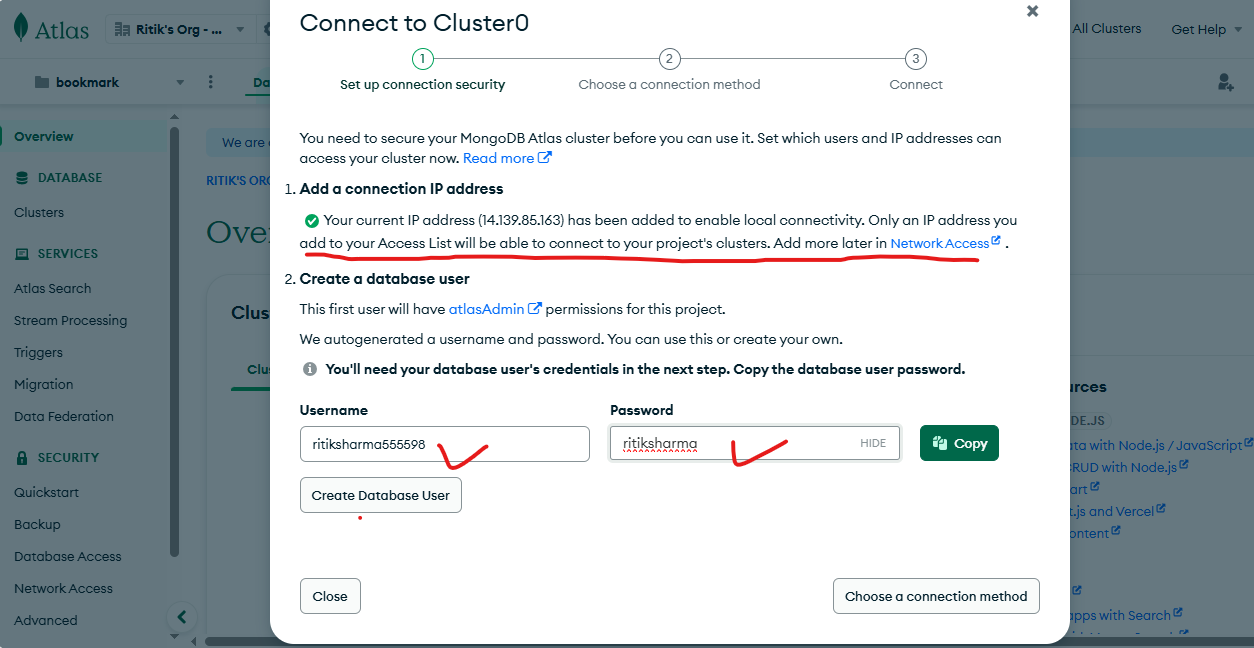 Connect to Cluster0
Atlas
Ritik's Org - ...
All Clusters
Get Help
1
2
3
Set up connection security
Choose a connection method
Connect
bookmark
Da
Overview
DATABASE
Clusters
SERVICES
Atlas Search
Stream Processing
Triggers
Migration
Data Federation
SECURITY
Quickstart
Backup
Database Access
Network Access
Advanced
We are
RITIK'S ORG
Ove
Clus
Clus
You need to secure your MongoDB Atlas cluster before you can use it. Set which users and IP addresses can
access your cluster now. Read more
1. Add a connection IP address
Your current IP address (14.139.85.163) has been added to enable local connectivity. Only an IP address you
add to your Access List will be able to connect to your project's clusters. Add more later in Network Access .
2. Create a database user
This first user will have atlasAdmin permissions for this project.
We autogenerated a username and password. You can use this or create your own.
You'll need your database user's credentials in the next step. Copy the database user password.
Username
Password
ritiksharma555598
ritiksharma
HIDE
Copy
Create Database User
Close
Choose a connection method
urces
DE.JS
ata with Node.js / JavaScript
CRUD with Node.js
art
t.js and Vercel
ontent
apps with Search